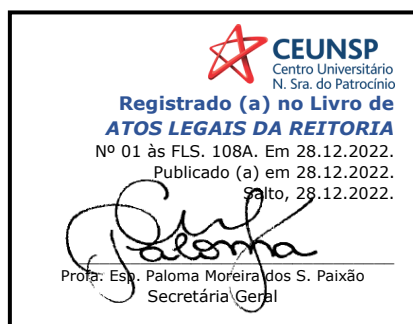 CEUNSP
Centro Universitário
N. Sra. do Patrocínio
Registrado (a) no Livro de
ATOS LEGAIS DA REITORIA
Nº 01 às FLS. 108A. Em 28.12.2022.
Publicado (a) em 28.12.2022.
Salto, 28.12.2022.
Paloma
Profa. Esp. Paloma Moreira dos S. Paixão
Secretária Geral